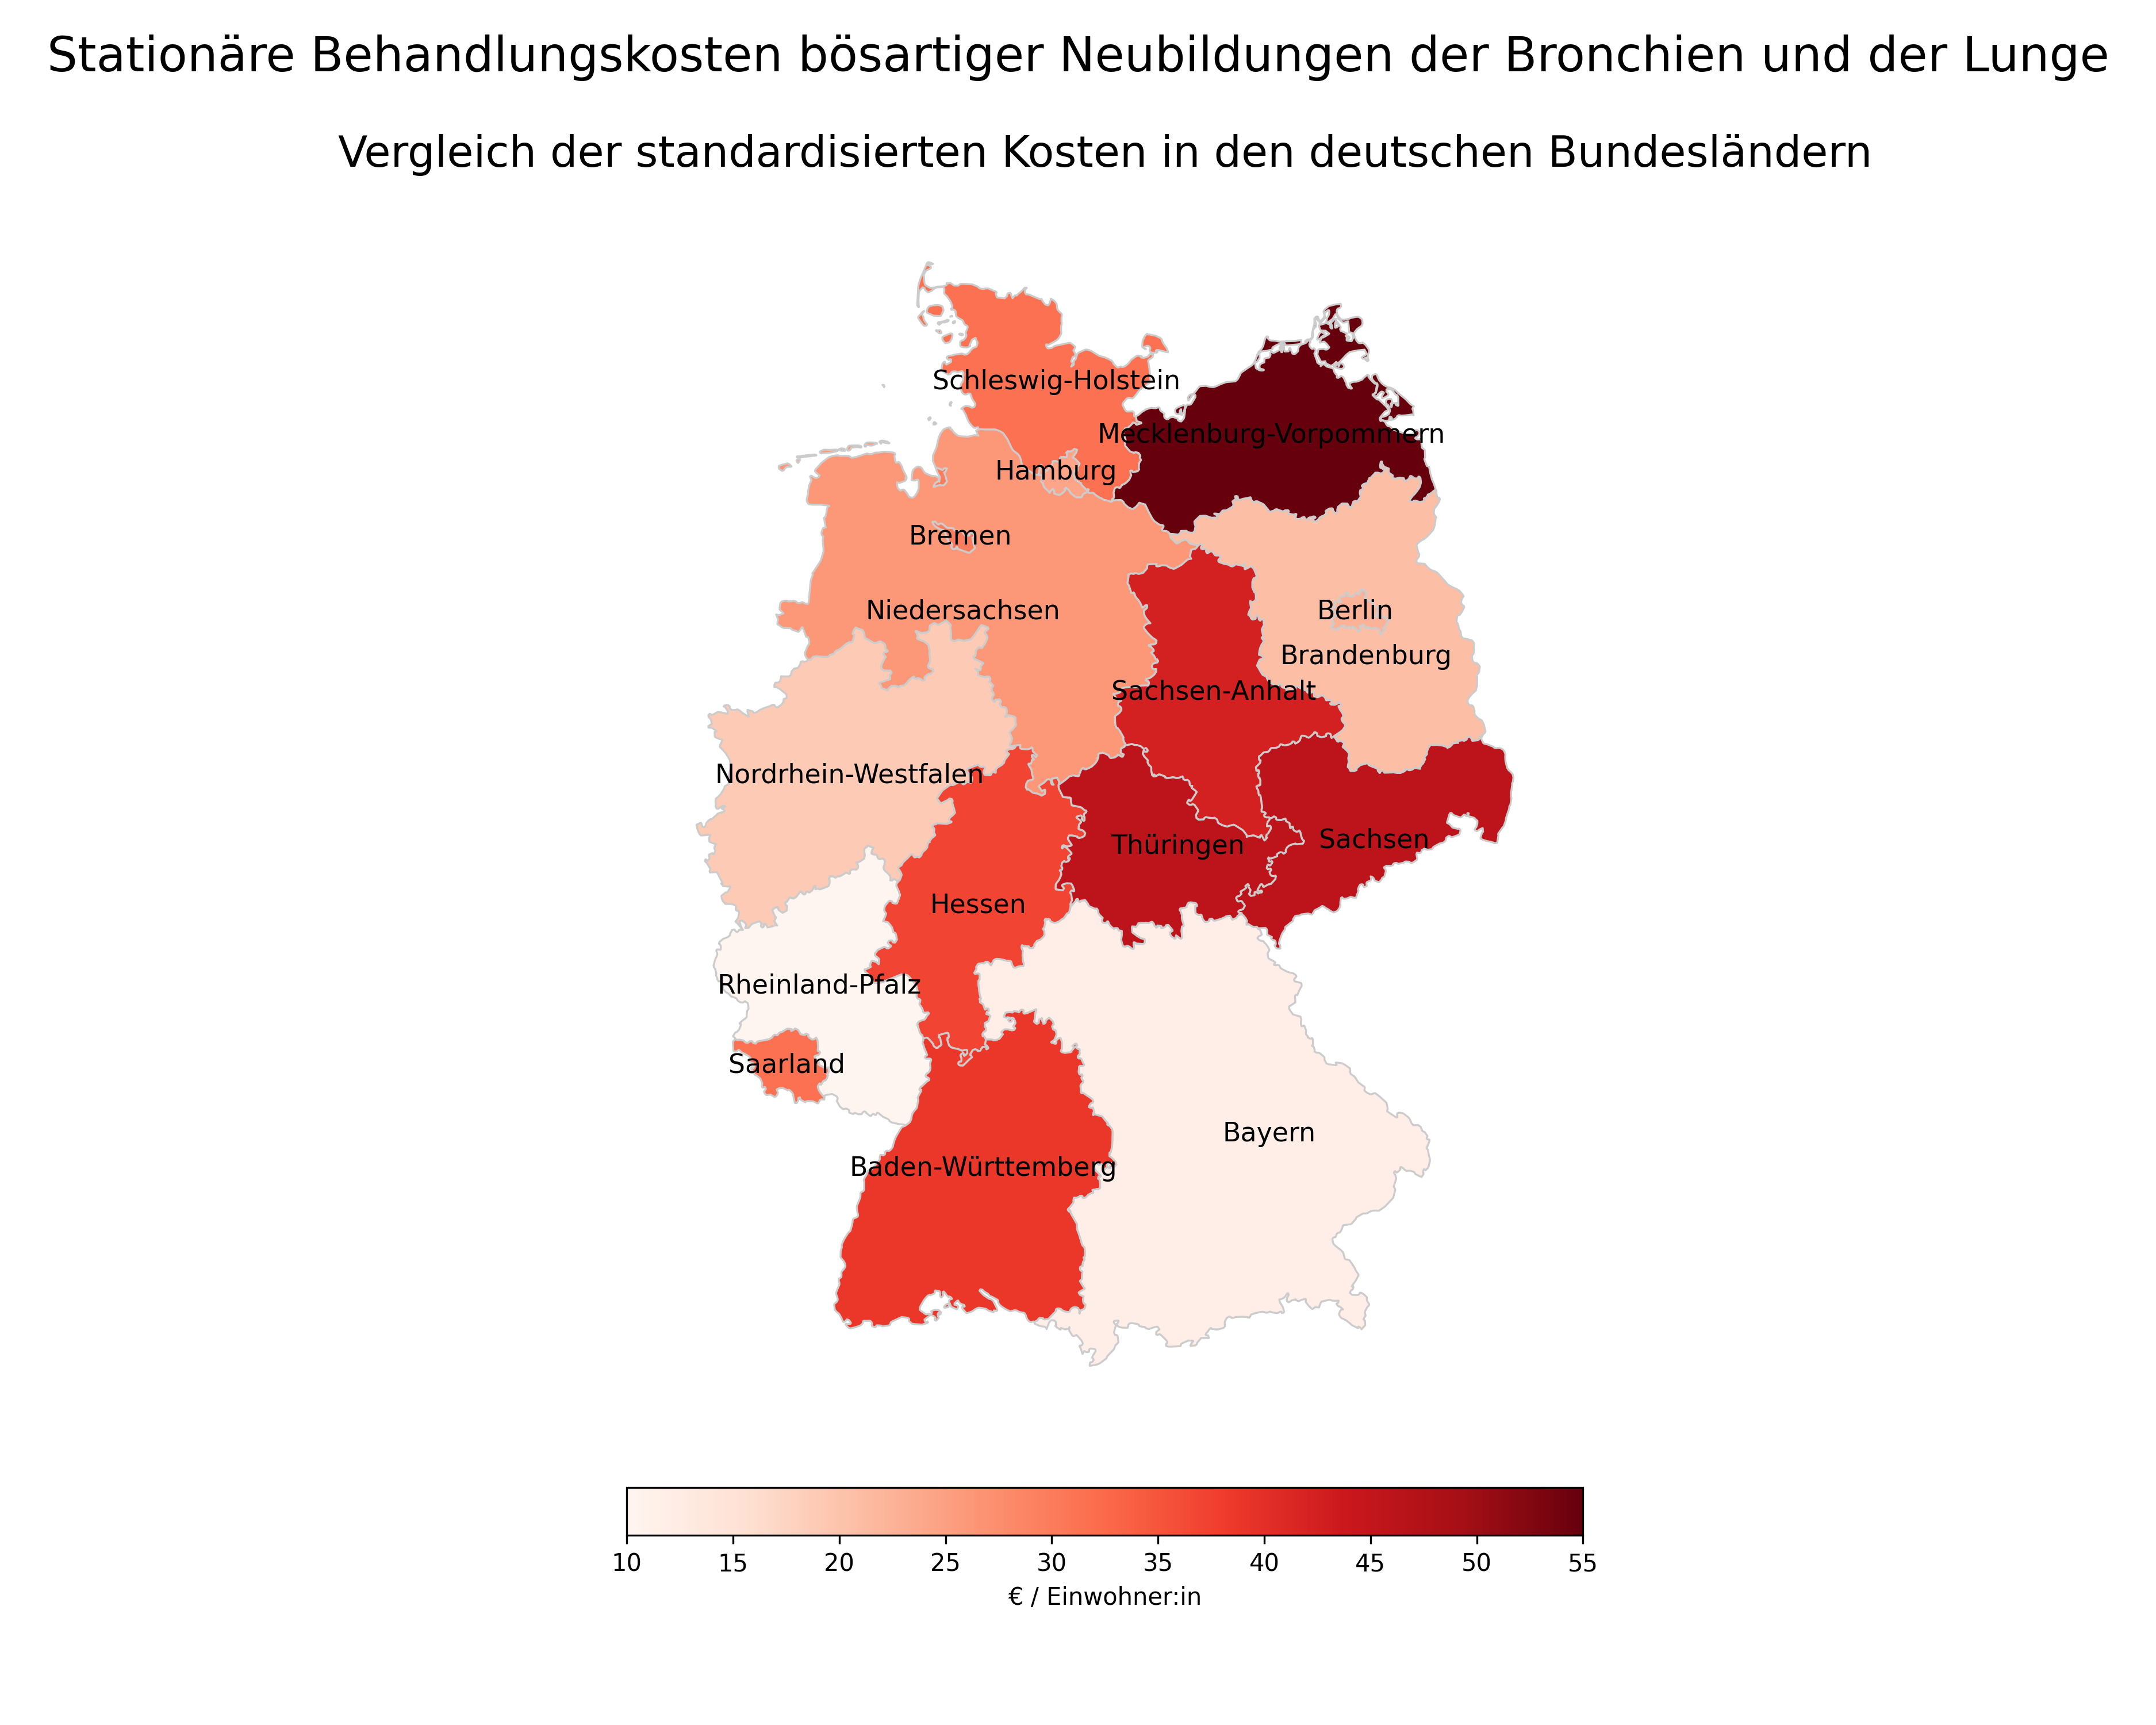 Stationäre Behandlungskosten bösartiger Neubildungen der Bronchien und der Lunge
Vergleich der standardisierten Kosten in den deutschen Bundesländern
Schleswig-Holstein
Mecklenburg-Vorpommern
Hamburg
Bremen
Niedersachsen
Berlin
Brandenburg
Sachsen-Anhalt
Nordrhein-Westfalen
Thüringen
Sachsen
Hessen
Rheinland-Pfalz
Saarland
Bayern
Baden-Württemberg
10 15 20 25 30 35 40 45 50 55
€ / Einwohner:in